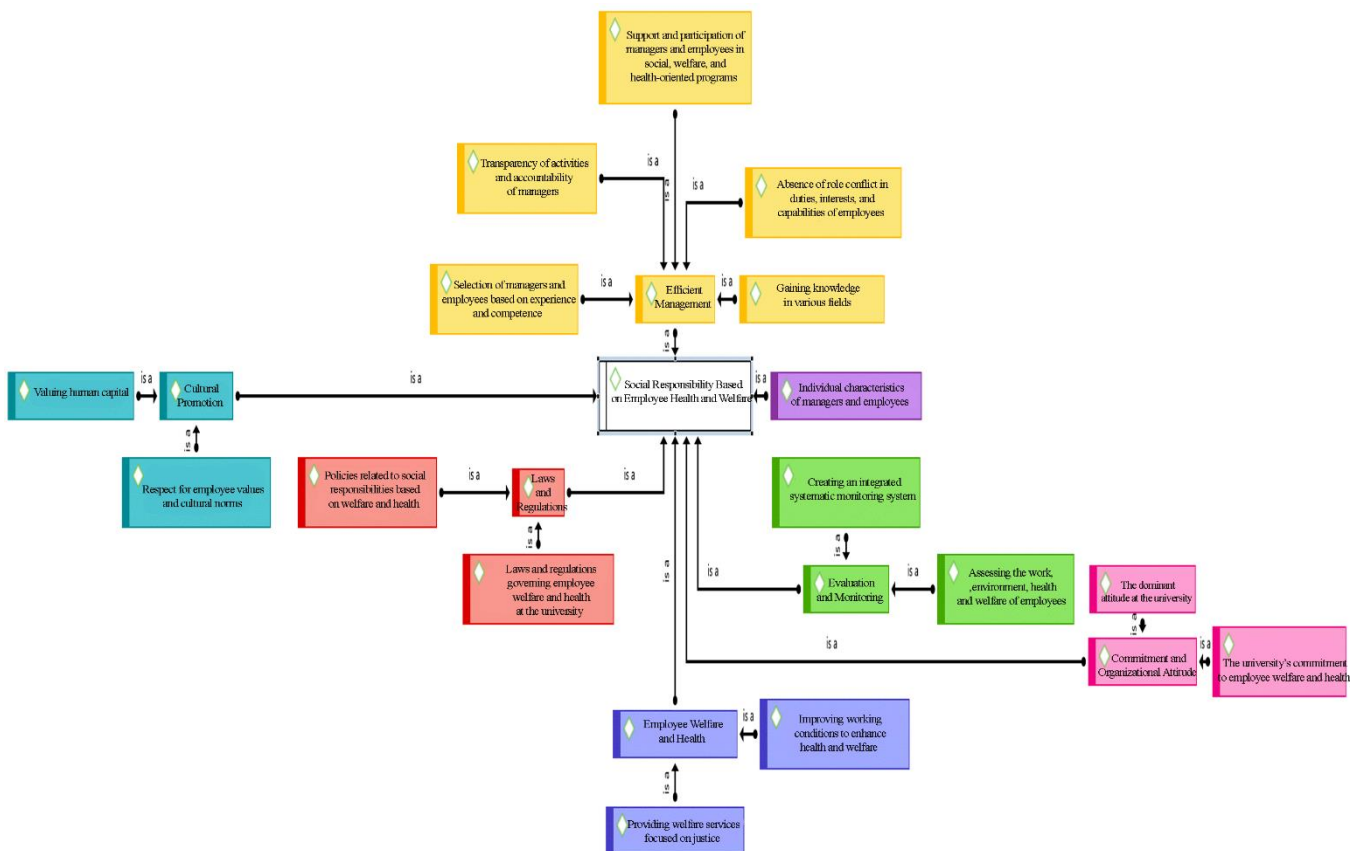 Support and participation of
managers and employees in
social, welfare, and
health-oriented programs
is a
Transparency of activities
and accountability
of managers
is a
is a
Absence of role conflict in
duties, interests, and
capabilities of employees
Selection of managers and
employees based on experience
and competence
is a
Efficient
Management
is a
Gaining knowledge
in various fields
is a
Valuing human capital
is a
Cultural
Promotion
is a
Social Responsibility Based
on Employee Health and Welfare
is a
Individual characteristics
of managers and employees
is a
Respect for employee values
and cultural norms
Policies related to social
responsibilities based
on welfare and health
is a
Laws
and
Regulations
is a
Creating an integrated
systematic monitoring system
is a
is a
Laws and regulations
governing employee
welfare and health
at the university
is a
is a
Evaluation
and Monitoring
is a
Assessing the work,
,environment, health
and welfare of employees
The dominant
attitude at the university
is a
is a
Commitment and
Organizational Attitude
is a
The university's commitment
to employee welfare and health
Employee Welfare
and Health
is a
Improving working
conditions to enhance
health and welfare
is a
Providing welfare services
focused on justice